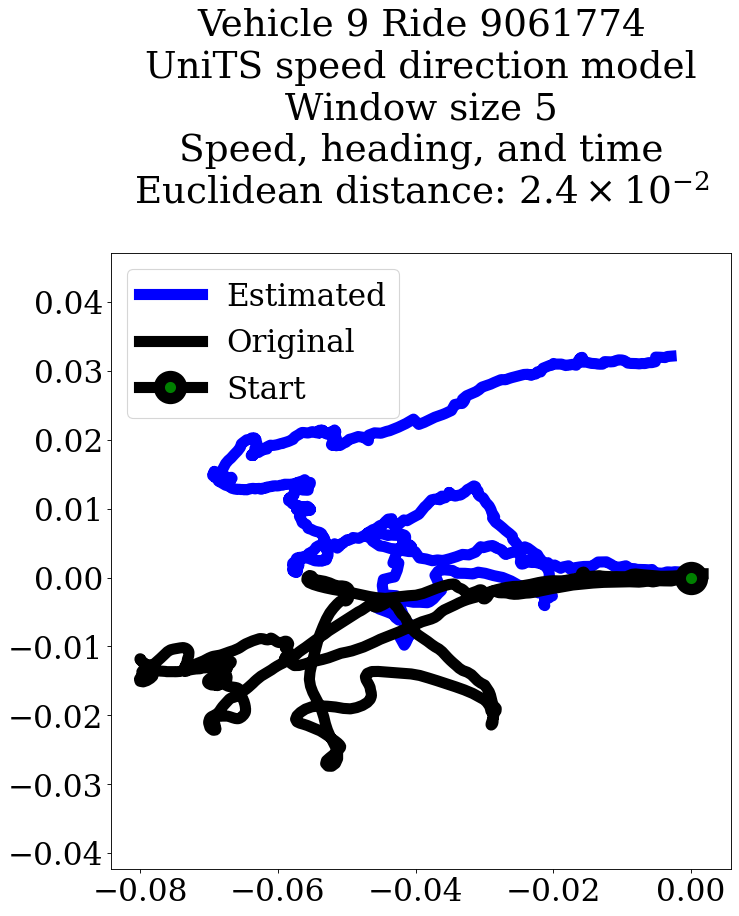 Vehicle 9 Ride 9061774
UniTS speed direction model
Window size 5
Speed, heading, and time
Euclidean distance: 2.4 × 10⁻²
Estimated
Original
Start
0.04
0.03
0.02
0.01
0.00
−0.01
−0.02
−0.03
−0.04
−0.08 −0.06 −0.04 −0.02 0.00